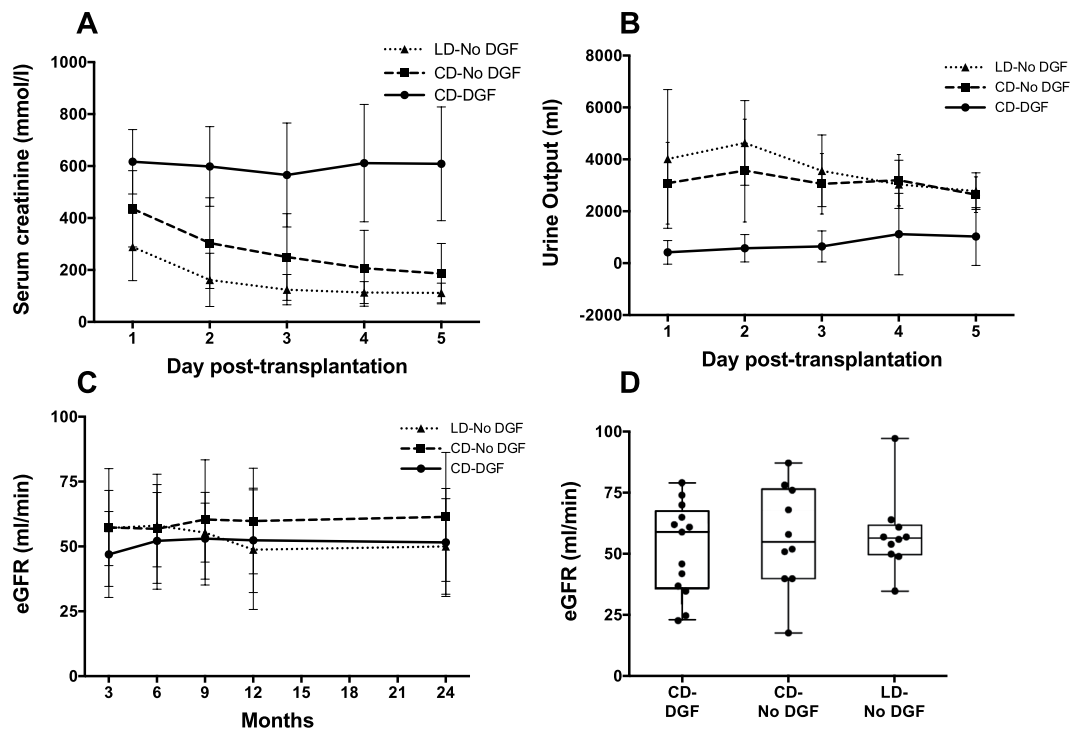 A
LD-No DGF
CD-No DGF
CD-DGF
Serum creatinine (mmol/l)
1000
800
600
400
200
0
1 2 3 4 5
Day post-transplantation
B
LD-No DGF
CD-No DGF
CD-DGF
Urine Output (ml)
8000
6000
4000
2000
0
-2000
1 2 3 4 5
Day post-transplantation
C
LD-No DGF
CD-No DGF
CD-DGF
eGFR (ml/min)
100
75
50
25
0
3 6 9 12 15 18 21 24
Months
D
eGFR (ml/min)
100
75
50
25
0
CD- CD- LD-
DGF No DGF No DGF